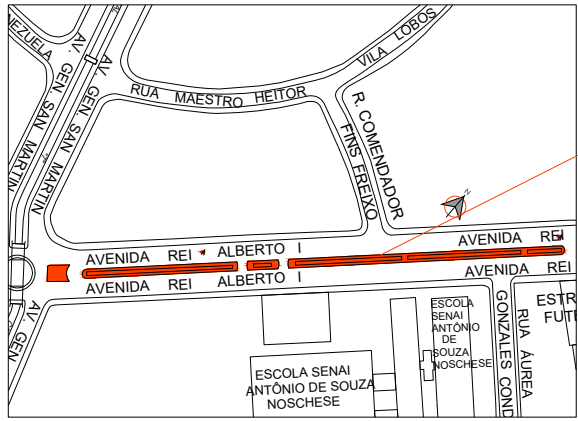 NEZUELA
AV. GEN. SAN MARTIN
AV. GEN. SAN MARTIN
RUA MAESTRO HEITOR
VILA LOBOS
R. COMENDADOR
FINS FREIXO
N
AVENIDA REI ALBERTO I
AVENIDA REI
AVENIDA REI ALBERTO I
AVENIDA REI
AV. GEN
ESCOLA SENAI
ANTÔNIO DE SOUZA
NOSCHESE
ESCOLA
SENAI
ANTÔNIO
DE
SOUZA
NOSCHESE
GONZALES COND
RUA ÁUREA
ESTR
FUTE